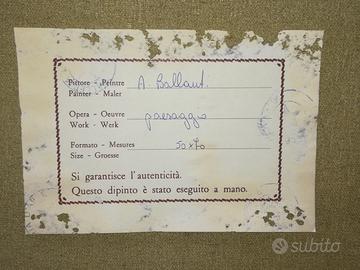 Pittore - Peintre A. Ballaut.
Painter - Maler
Opera - Oeuvre paesaggio
Work - Werk
Formato - Mesures 50x70
Size - Groesse
Si garantisce l'autenticità.
Questo dipinto è stato eseguito a mano.
subito